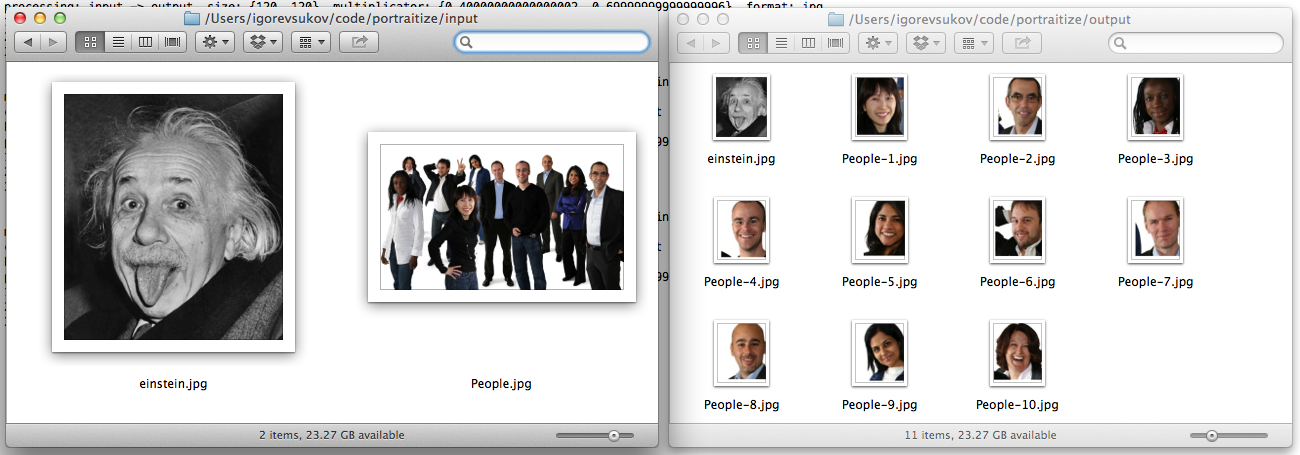 processing: input -> output, size: {120, 120}, multiplicator: {0.40000000000000002, 0.69999999999999996}, format: jpg
/Users/igorevsukov/code/portraitize/input
/Users/igorevsukov/code/portraitize/output
einstein.jpg
People.jpg
2 items, 23.27 GB available
einstein.jpg
People-1.jpg
People-2.jpg
People-3.jpg
People-4.jpg
People-5.jpg
People-6.jpg
People-7.jpg
People-8.jpg
People-9.jpg
People-10.jpg
11 items, 23.27 GB available